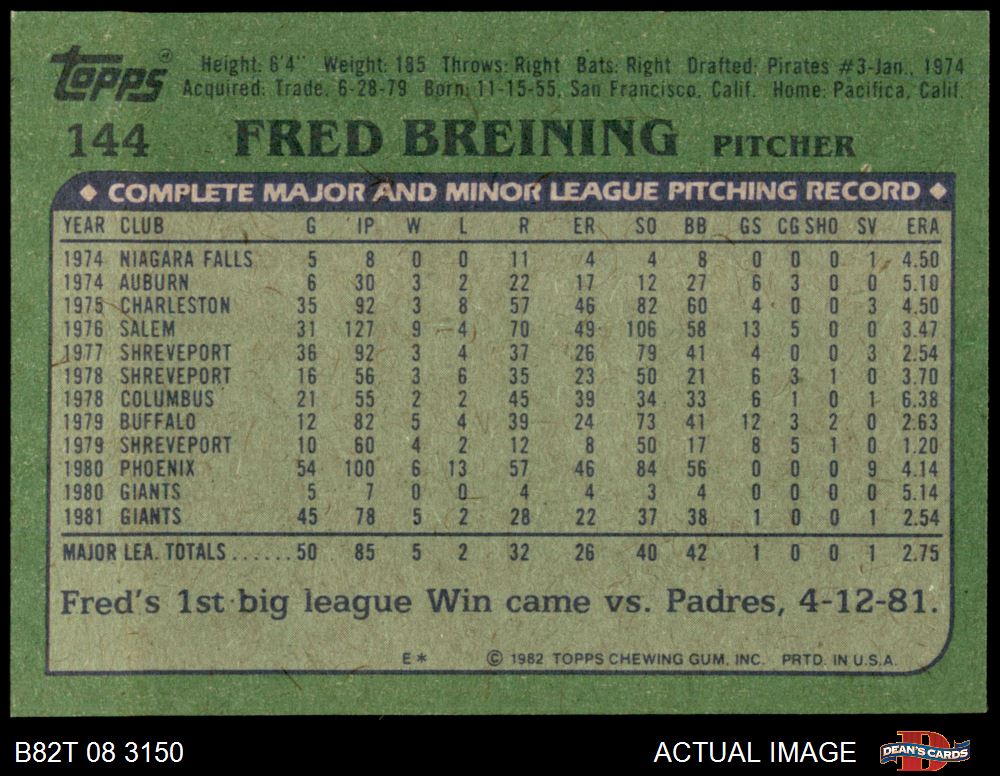 Topps®
Height: 6'4" Weight: 185 Throws: Right Bats: Right Drafted: Pirates #3-Jan., 1974
Acquired: Trade, 6-28-79 Born: 11-15-55, San Francisco, Calif. Home: Pacifica, Calif.
144 FRED BREINING PITCHER
◆ COMPLETE MAJOR AND MINOR LEAGUE PITCHING RECORD ◆
YEAR CLUB G IP W L R ER SO BB GS CG SHO SV ERA
1974 NIAGARA FALLS 5 8 0 0 11 4 4 8 0 0 0 1 4.50
1974 AUBURN 6 30 3 2 22 17 12 27 6 3 0 0 5.10
1975 CHARLESTON 35 92 3 8 57 46 82 60 4 0 0 3 4.50
1976 SALEM 31 127 9 4 70 49 106 58 13 5 0 0 3.47
1977 SHREVEPORT 36 92 3 4 37 26 79 41 4 0 0 3 2.54
1978 SHREVEPORT 16 56 3 6 35 23 50 21 6 3 1 0 3.70
1978 COLUMBUS 21 55 2 2 45 39 34 33 6 1 0 1 6.38
1979 BUFFALO 12 82 5 4 39 24 73 41 12 3 2 0 2.63
1979 SHREVEPORT 10 60 4 2 12 8 50 17 8 5 1 0 1.20
1980 PHOENIX 54 100 6 13 57 46 84 56 0 0 0 9 4.14
1980 GIANTS 5 7 0 0 4 4 3 4 0 0 0 0 5.14
1981 GIANTS 45 78 5 2 28 22 37 38 1 0 0 1 2.54
MAJOR LEA. TOTALS......50 85 5 2 32 26 40 42 1 0 0 1 2.75
Fred's 1st big league Win came vs. Padres, 4-12-81.
E* © 1982 TOPPS CHEWING GUM, INC. PRTD. IN U.S.A.
B82T 08 3150 ACTUAL IMAGE D DEAN'S CARDS